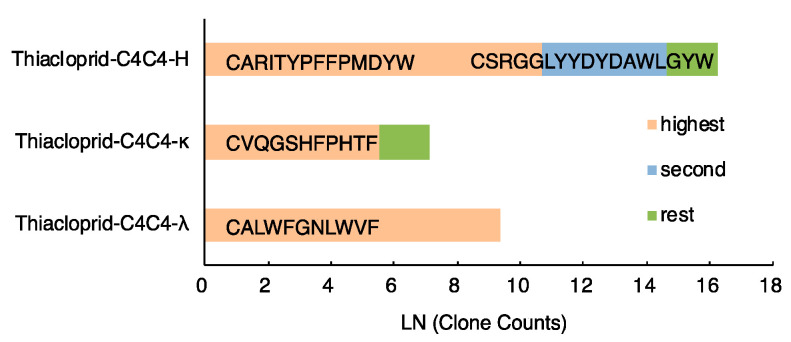 Thiacloprid-C4C4-H
CARITYPFFPMDYW CSRGGLYYDYDAWLGYW
highest
Thiacloprid-C4C4-κ
CVQGSHFPHTF
second
rest
Thiacloprid-C4C4-λ
CALWFGNLWVF
0 2 4 6 8 10 12 14 16 18
LN (Clone Counts)